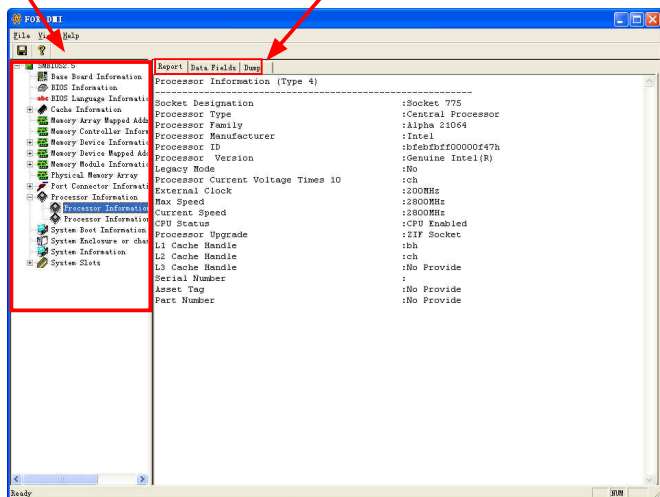 FOX DMI
File View Help
SMBIOS2.5
Base Board Information
BIOS Information
BIOS Language Informatio
Cache Information
Memory Array Mapped Add
Memory Controller Inform
Memory Device Informatio
Memory Device Mapped Add
Memory Module Informatio
Physical Memory Array
Port Connector Informati
Processor Information
Processor Information
Processor Information
System Boot Information
System Enclosure or chas
System Information
System Slots
Report Data Fields Dump
Processor Information (Type 4)
Socket Designation :Socket 775
Processor Type :Central Processor
Processor Family :Alpha 21064
Processor Manufacturer :Intel
Processor ID :bfebfbff00000f47h
Processor Version :Genuine Intel(R)
Legacy Mode :No
Processor Current Voltage Times 10 :ch
External Clock :200MHz
Max Speed :2800MHz
Current Speed :2800MHz
CPU Status :CPU Enabled
Processor Upgrade :ZIF Socket
L1 Cache Handle :bh
L2 Cache Handle :ch
L3 Cache Handle :No Provide
Serial Number :
Asset Tag :No Provide
Part Number :No Provide
Ready NUM